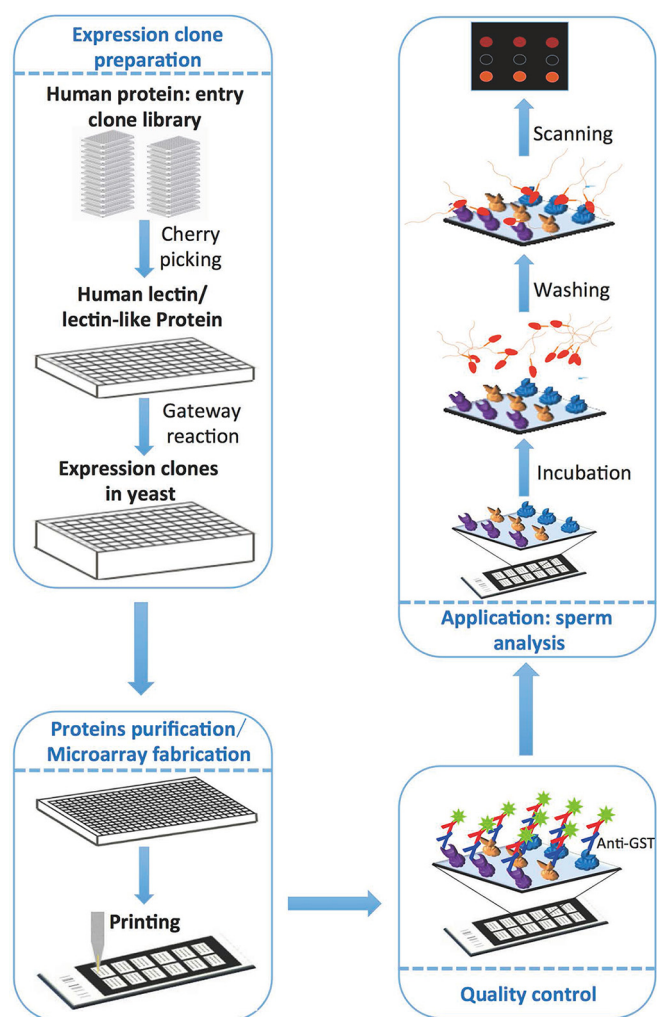 Expression clone
preparation
Human protein: entry
clone library
Cherry
picking
Human lectin/
lectin-like Protein
Gateway
reaction
Expression clones
in yeast
Proteins purification/
Microarray fabrication
Printing
Anti-GST
Quality control
Scanning
Washing
Incubation
Application: sperm
analysis